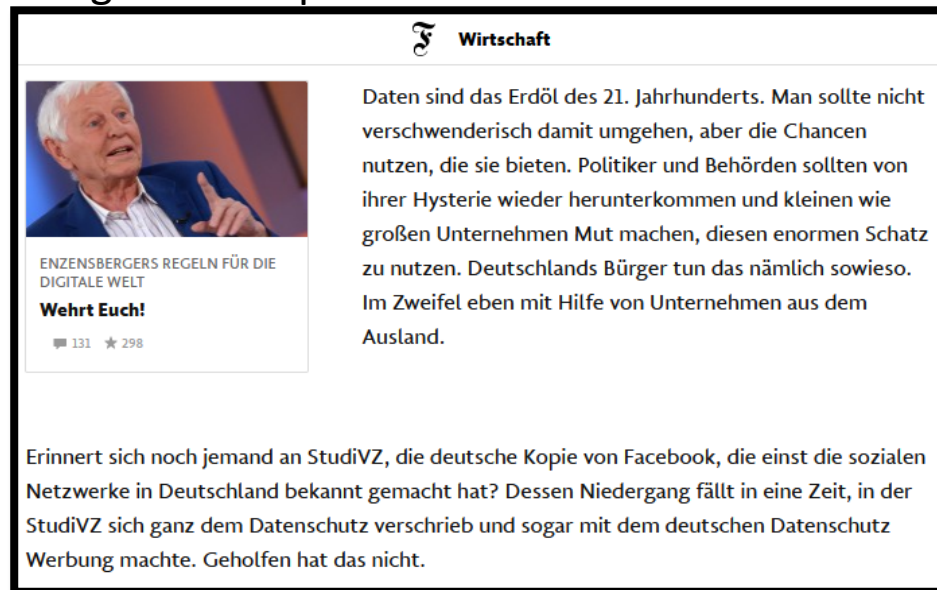 F Wirtschaft
Daten sind das Erdöl des 21. Jahrhunderts. Man sollte nicht
verschwenderisch damit umgehen, aber die Chancen
nutzen, die sie bieten. Politiker und Behörden sollten von
ihrer Hysterie wieder herunterkommen und kleinen wie
großen Unternehmen Mut machen, diesen enormen Schatz
zu nutzen. Deutschlands Bürger tun das nämlich sowieso.
Im Zweifel eben mit Hilfe von Unternehmen aus dem
Ausland.
ENZENSBERGERS REGELN FÜR DIE
DIGITALE WELT
Wehrt Euch!
131 298
Erinnert sich noch jemand an StudiVZ, die deutsche Kopie von Facebook, die einst die sozialen
Netzwerke in Deutschland bekannt gemacht hat? Dessen Niedergang fällt in eine Zeit, in der
StudiVZ sich ganz dem Datenschutz verschrieb und sogar mit dem deutschen Datenschutz
Werbung machte. Geholfen hat das nicht.